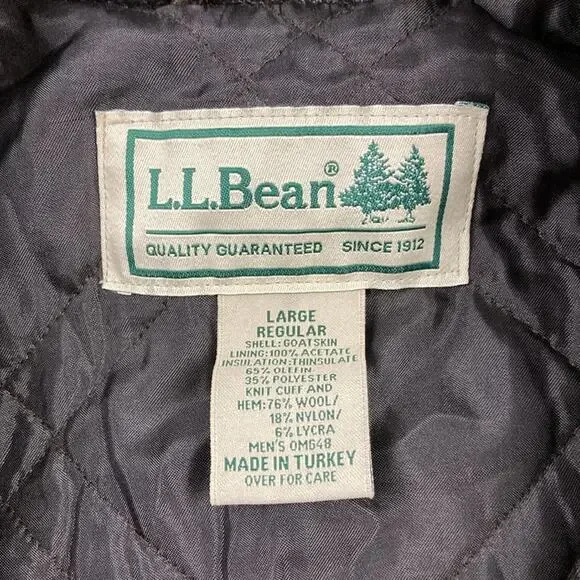 L.L.Bean®
QUALITY GUARANTEED SINCE 1912
LARGE
REGULAR
SHELL:GOATSKIN
LINING:100% ACETATE
INSULATION:THINSULATE
65% OLEFIN
35% POLYESTER
KNIT CUFF AND
HEM:76% WOOL/
18% NYLON/
6% LYCRA
MEN'S 0M648
MADE IN TURKEY
OVER FOR CARE